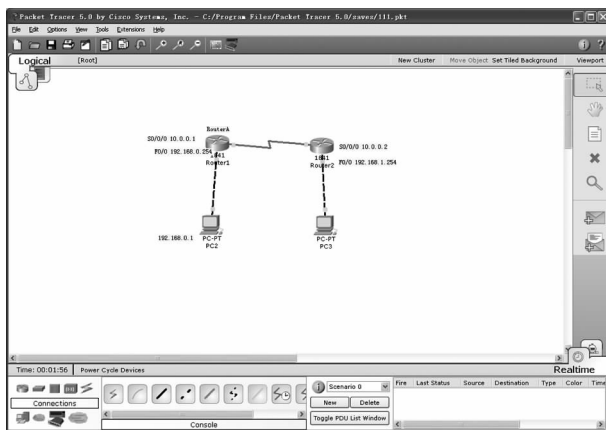 Packet Tracer 5.0 by Cisco Systems, Inc. - C:/Program Files/Packet Tracer 5.0/saves/111.pkt
File Edit Options View Tools Extensions Help
Logical [Root] New Cluster Move Object Set Tiled Background Viewport
RouterA
S0/0/0 10.0.0.1
F0/0 192.168.0.254
1841
Router1
S0/0/0 10.0.0.2
1841
Router2
F0/0 192.168.1.254
192.168.0.1
PC-PT
PC2
PC-PT
PC3
Time: 00:01:56 Power Cycle Devices Realtime
Connections
Console
Scenario 0
New Delete
Toggle PDU List Window
Fire Last Status Source Destination Type Color Time